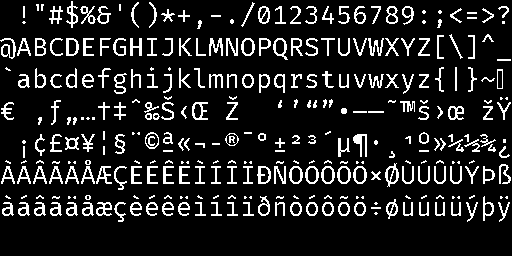 !"#$%&'()*+,-./0123456789:;<=>?
@ABCDEFGHIJKLMNOPQRSTUVWXYZ[\]^_
`abcdefghijklmnopqrstuvwxyz{|}~▯
€ ‚ƒ„…†‡ˆ‰Š‹Œ Ž  ‘’“”•–—˜™š›œ žŸ
 ¡¢£¤¥¦§¨©ª«¬-®¯°±²³´µ¶·¸¹º»¼½¾¿
ÀÁÂÃÄÅÆÇÈÉÊËÌÍÎÏÐÑÒÓÔÕÖ×ØÙÚÛÜÝÞß
àáâãäåæçèéêëìíîïðñòóôõö÷øùúûüýþÿ